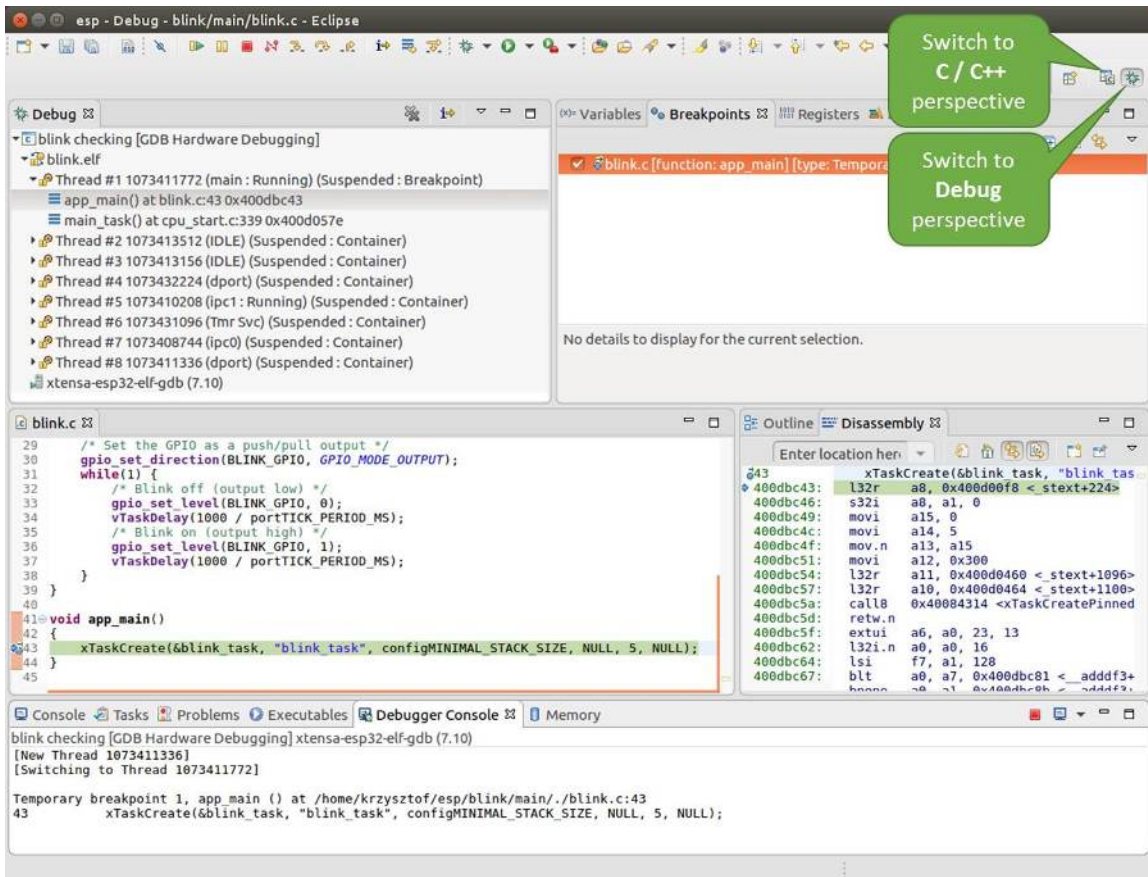 esp - Debug - blink/main/blink.c - Eclipse
Switch to
C / C++
perspective
Debug
Variables
Breakpoints
Registers
blink checking [GDB Hardware Debugging]
blink.elf
Thread #1 1073411772 (main : Running) (Suspended : Breakpoint)
app_main() at blink.c:43 0x400dbc43
main_task() at cpu_start.c:339 0x400d057e
Thread #2 1073413512 (IDLE) (Suspended : Container)
Thread #3 1073413156 (IDLE) (Suspended : Container)
Thread #4 1073432224 (dport) (Suspended : Container)
Thread #5 1073410208 (ipc1 : Running) (Suspended : Container)
Thread #6 1073431096 (Tmr Svc) (Suspended : Container)
Thread #7 1073408744 (ipc0) (Suspended : Container)
Thread #8 1073411336 (dport) (Suspended : Container)
xtensa-esp32-elf-gdb (7.10)
blink.c [function: app_main] [type: Tempora
Switch to
Debug
perspective
No details to display for the current selection.
blink.c
29 /* Set the GPIO as a push/pull output */
30 gpio_set_direction(BLINK_GPIO, GPIO_MODE_OUTPUT);
31 while(1) {
32 /* Blink off (output low) */
33 gpio_set_level(BLINK_GPIO, 0);
34 vTaskDelay(1000 / portTICK_PERIOD_MS);
35 /* Blink on (output high) */
36 gpio_set_level(BLINK_GPIO, 1);
37 vTaskDelay(1000 / portTICK_PERIOD_MS);
38 }
39 }
40
41 void app_main()
42 {
43 xTaskCreate(&blink_task, "blink_task", configMINIMAL_STACK_SIZE, NULL, 5, NULL);
44 }
45
Outline Disassembly
Enter location her
43 xTaskCreate(&blink_task, "blink_tas
400dbc43: l32r a8, 0x400d00f8 <_stext+224>
400dbc46: s32i a8, a1, 0
400dbc49: movi a15, 0
400dbc4c: movi a14, 5
400dbc4f: mov.n a13, a15
400dbc51: movi a12, 0x300
400dbc54: l32r a11, 0x400d0460 <_stext+1096>
400dbc57: l32r a10, 0x400d0464 <_stext+1100>
400dbc5a: call8 0x40084314 <xTaskCreatePinned
400dbc5d: retw.n
400dbc5f: extui a6, a0, 23, 13
400dbc62: l32i.n a0, a0, 16
400dbc64: lsi f7, a1, 128
400dbc67: blt a0, a7, 0x400dbc81 <__adddf3+
Console Tasks Problems Executables Debugger Console Memory
blink checking [GDB Hardware Debugging] xtensa-esp32-elf-gdb (7.10)
[New Thread 1073411336]
[Switching to Thread 1073411772]
Temporary breakpoint 1, app_main () at /home/krzysztof/esp/blink/main/./blink.c:43
43 xTaskCreate(&blink_task, "blink_task", configMINIMAL_STACK_SIZE, NULL, 5, NULL);